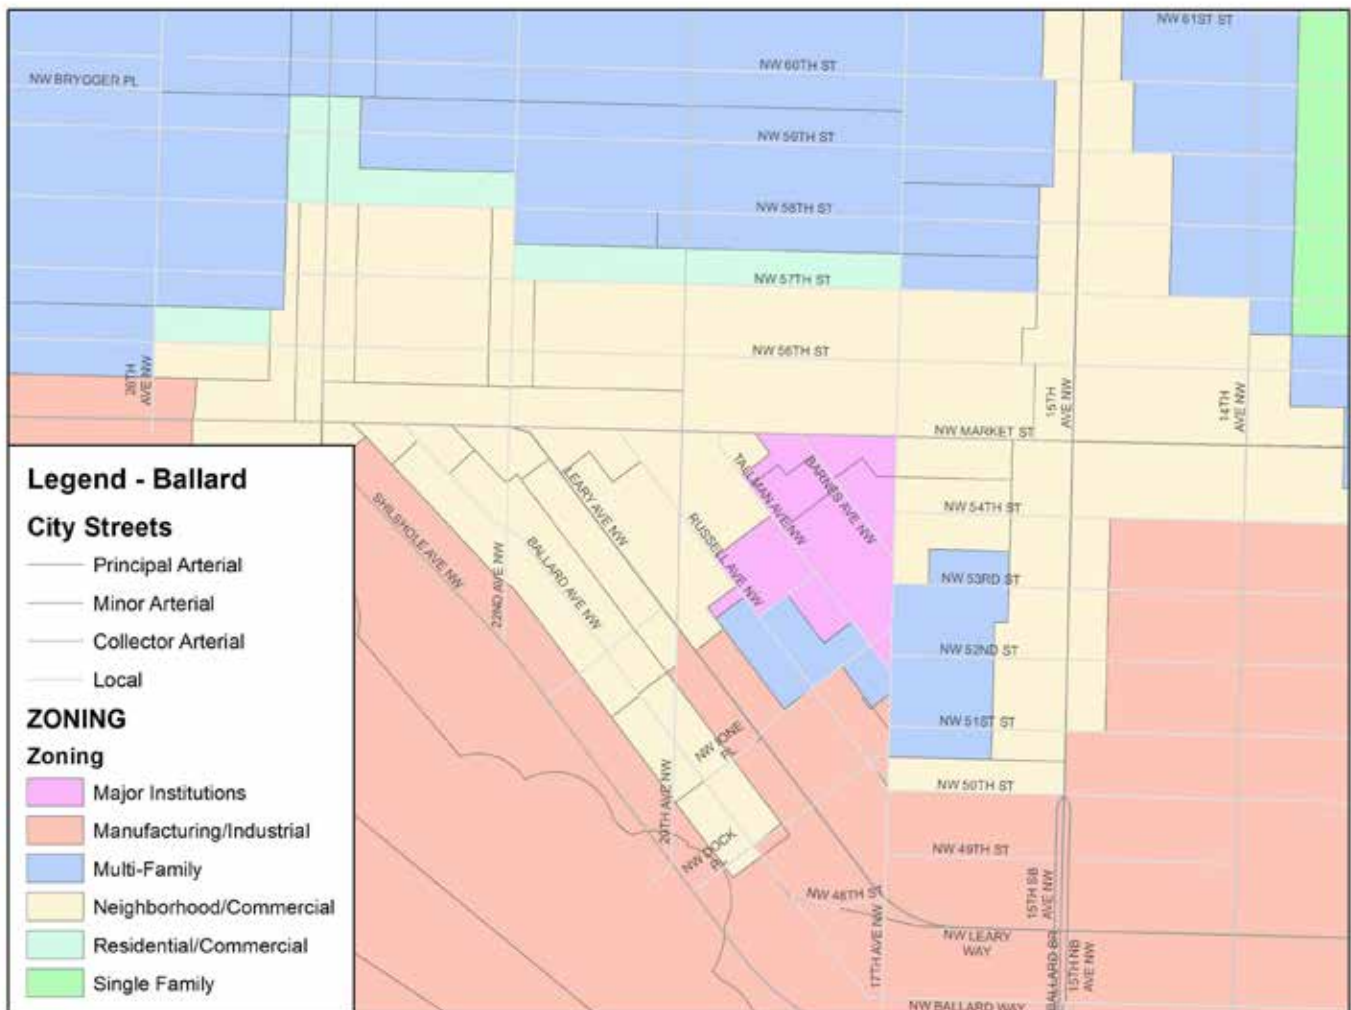 NW 61ST ST
NW 60TH ST
NW BRYGGER PL
NW 59TH ST
NW 58TH ST
NW 57TH ST
NW 56TH ST
28TH
AVE NW
15TH
AVE NW
14TH
AVE NW
NW MARKET ST
Legend - Ballard
City Streets
Principal Arterial
Minor Arterial
Collector Arterial
Local
ZONING
Zoning
Major Institutions
Manufacturing/Industrial
Multi-Family
Neighborhood/Commercial
Residential/Commercial
Single Family
SHILSHOLE AVE NW
22ND AVE NW
BALLARD AVE NW
LEARY AVE NW
RUSSELL AVE NW
TALLMAN AVE NW
BARNES AVE NW
NW 54TH ST
NW 53RD ST
NW 52ND ST
NW 51ST ST
NW IONE
PL
NW 50TH ST
20TH AVE NW
NW DOCK
PL
NW 49TH ST
NW 48TH ST
17TH AVE NW
15TH SB
AVE NW
NW LEARY
WAY
BALLARD BR
15TH NB
AVE NW
NW BALLARD WAY